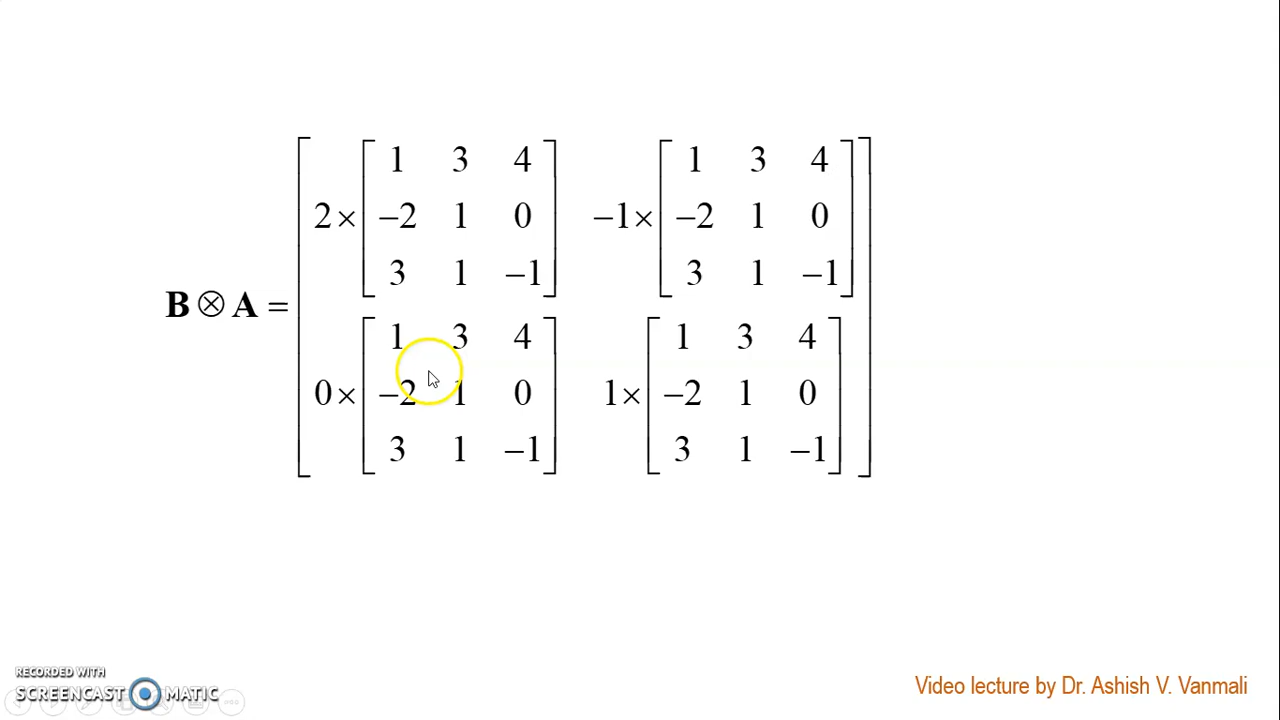 1 3 4 1 3 4
2× −2 1 0 −1× −2 1 0
3 1 −1 3 1 −1
B ⊗ A =
1 3 4 1 3 4
0× −2 1 0 1× −2 1 0
3 1 −1 3 1 −1
RECORDED WITH
SCREENCAST MATIC
Video lecture by Dr. Ashish V. Vanmali